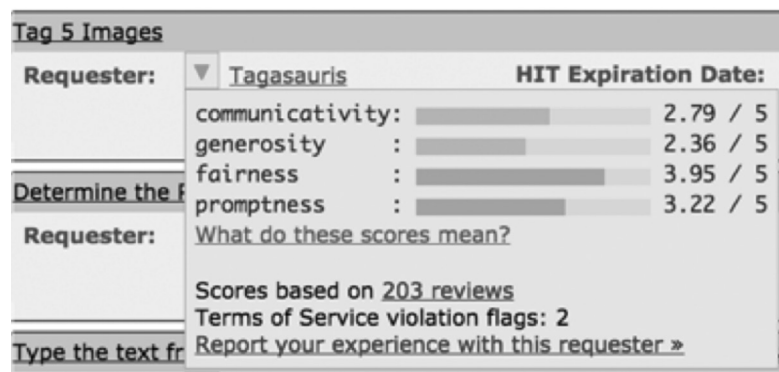 Tag 5 Images
Requester: ▼ Tagasauris HIT Expiration Date:
communicativity: 2.79 / 5
generosity : 2.36 / 5
fairness : 3.95 / 5
Determine the
promptness : 3.22 / 5
Requester: What do these scores mean?
Scores based on 203 reviews
Terms of Service violation flags: 2
Type the text fr Report your experience with this requester »